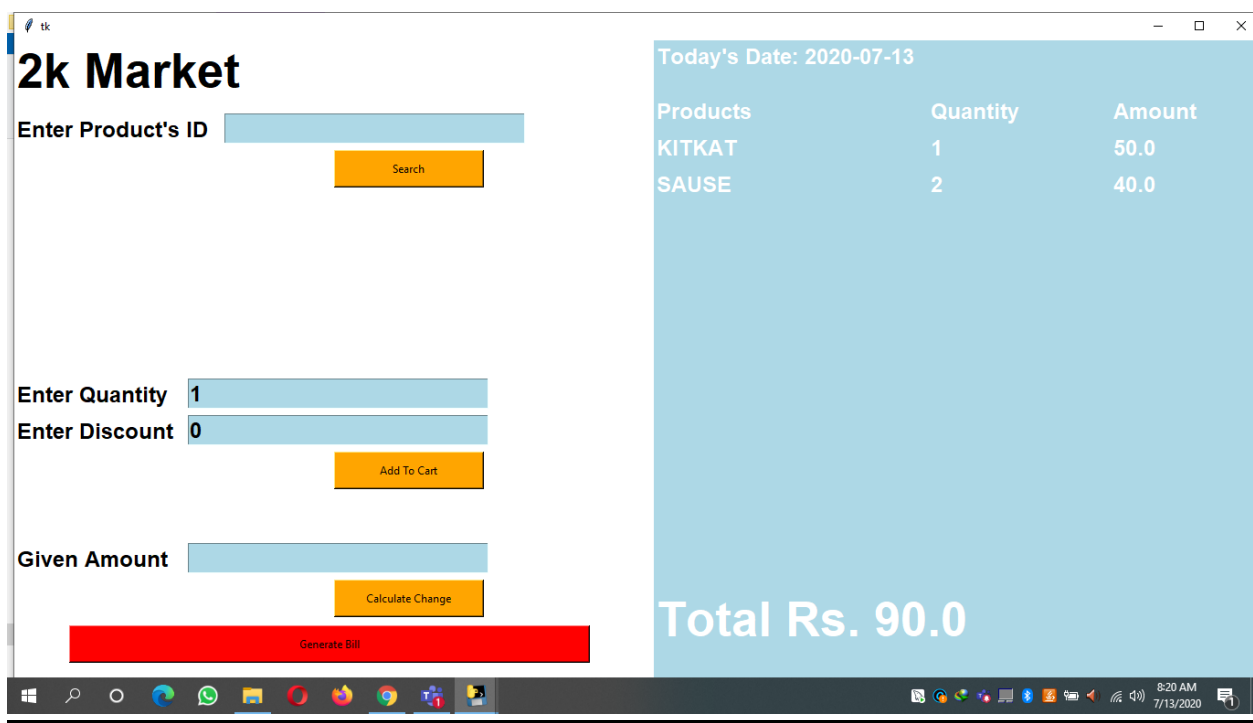 tk
2k Market
Enter Product's ID
Search
Enter Quantity 1
Enter Discount 0
Add To Cart
Given Amount
Calculate Change
Generate Bill
Today's Date: 2020-07-13
Products Quantity Amount
KITKAT 1 50.0
SAUSE 2 40.0
Total Rs. 90.0
8:20 AM
7/13/2020